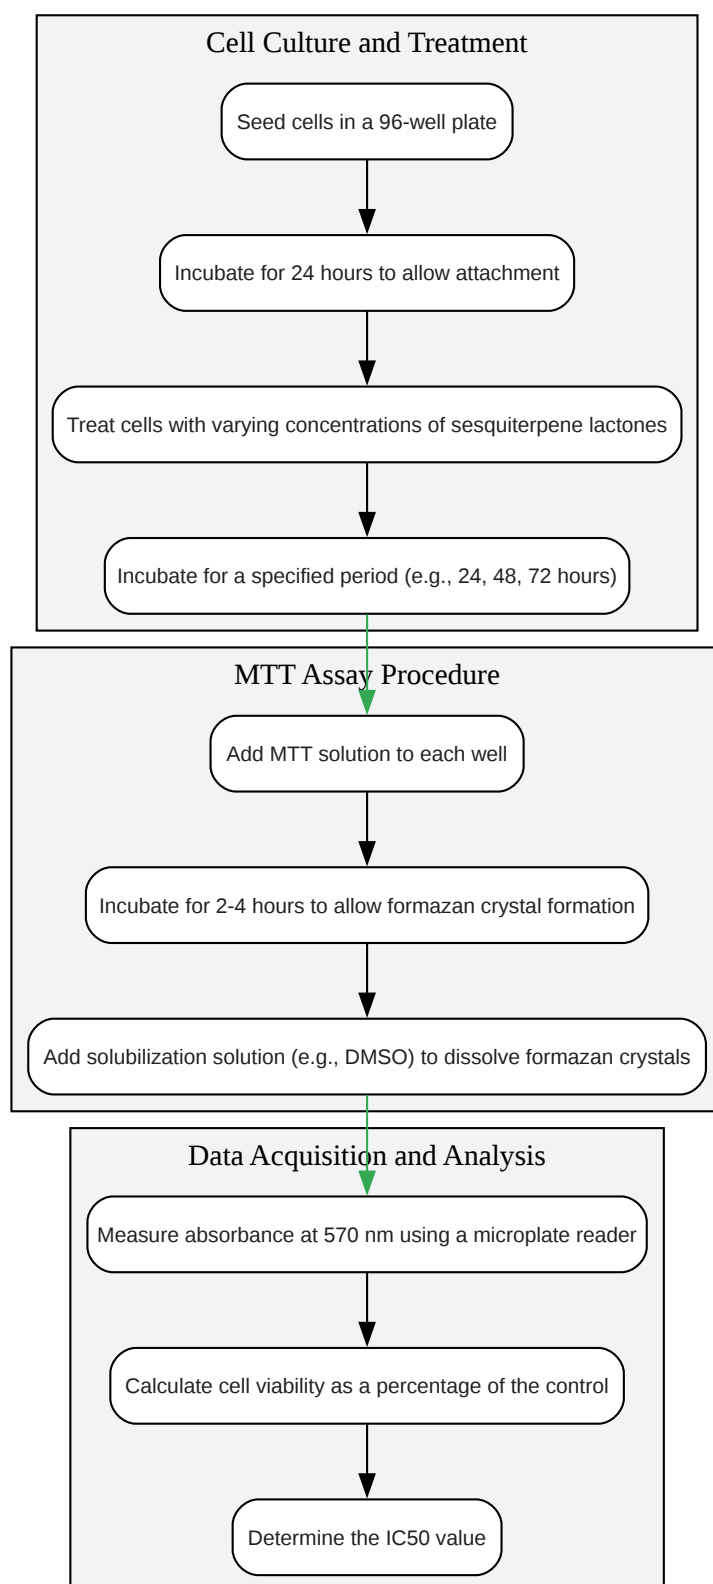 Cell Culture and Treatment
Seed cells in a 96-well plate
Incubate for 24 hours to allow attachment
Treat cells with varying concentrations of sesquiterpene lactones
Incubate for a specified period (e.g., 24, 48, 72 hours)
MTT Assay Procedure
Add MTT solution to each well
Incubate for 2-4 hours to allow formazan crystal formation
Add solubilization solution (e.g., DMSO) to dissolve formazan crystals
Data Acquisition and Analysis
Measure absorbance at 570 nm using a microplate reader
Calculate cell viability as a percentage of the control
Determine the IC50 value